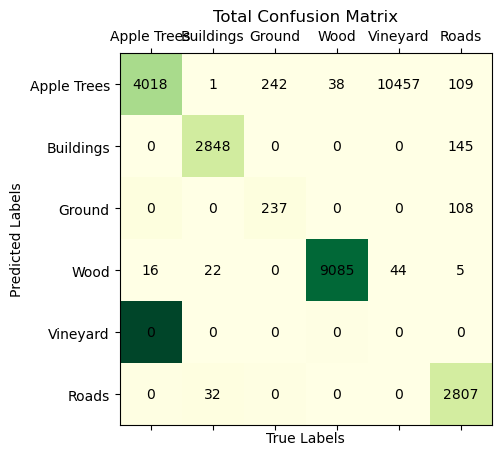 Total Confusion Matrix
Apple Trees Buildings Ground Wood Vineyard Roads
Apple Trees 4018 1 242 38 10457 109
Buildings 0 2848 0 0 0 145
Ground 0 0 237 0 0 108
Wood 16 22 0 9085 44 5
Vineyard 0 0 0 0 0 0
Roads 0 32 0 0 0 2807
Predicted Labels
True Labels